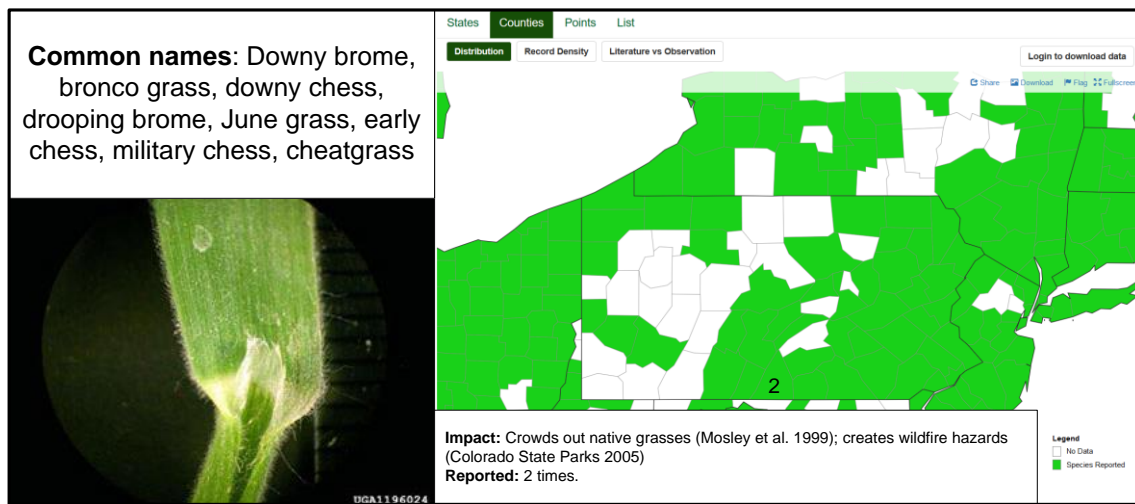 Common names: Downy brome,
bronco grass, downy chess,
drooping brome, June grass, early
chess, military chess, cheatgrass
UGA1196024
States Counties Points List
Distribution Record Density Literature vs Observation
Login to download data
Share Download Flag Fullscreen
2
Impact: Crowds out native grasses (Mosley et al. 1999); creates wildfire hazards
(Colorado State Parks 2005)
Reported: 2 times.
Legend
No Data
Species Reported